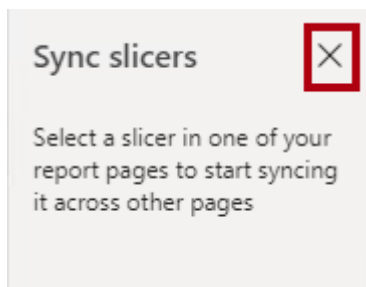 Sync slicers
Select a slicer in one of your
report pages to start syncing
it across other pages